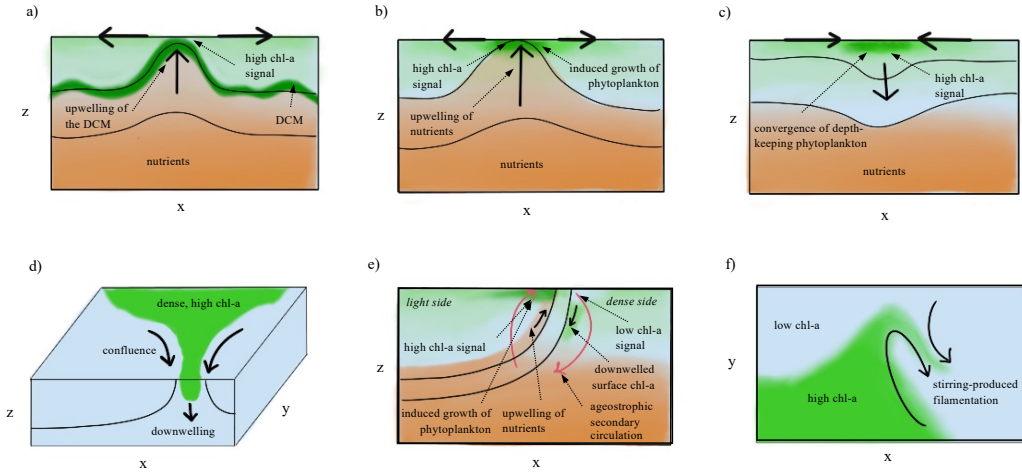 a)
high chl-a
signal
upwelling of
the DCM
DCM
nutrients
z
x
b)
high chl-a
signal
induced growth of
phytoplankton
upwelling of
nutrients
nutrients
z
x
c)
high chl-a
signal
convergence of depth-
keeping phytoplankton
nutrients
z
x
d)
dense, high chl-a
confluence
downwelling
z
y
x
e)
light side
dense side
high chl-a signal
low chl-a
signal
downwelled
surface chl-a
induced growth of
phytoplankton
upwelling of
nutrients
ageostrophic
secondary
circulation
z
x
f)
low chl-a
high chl-a
stirring-produced
filamentation
y
x